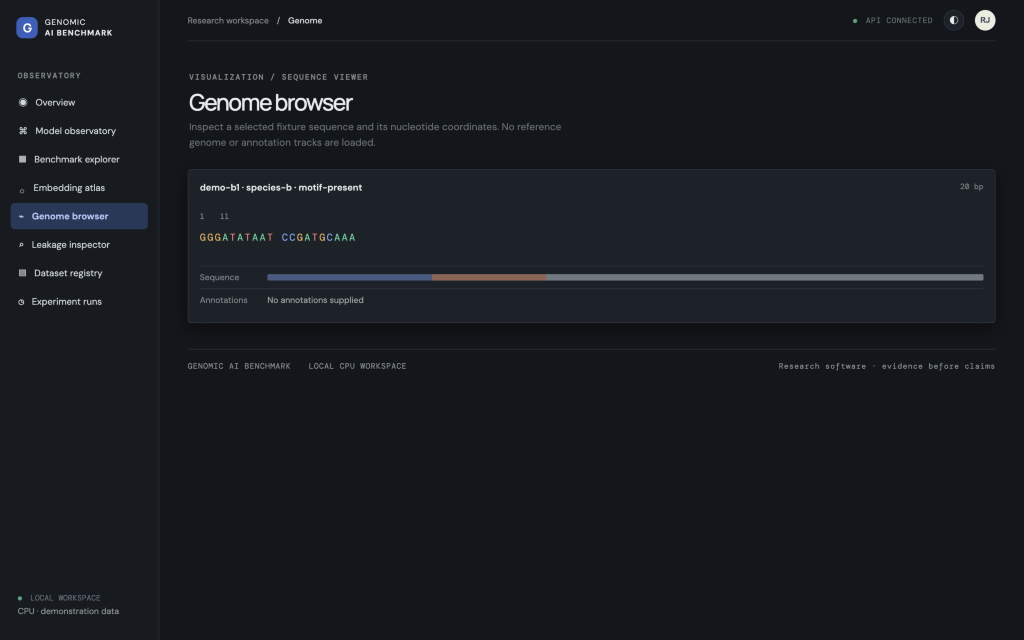 G
GENOMIC
AI BENCHMARK
Research workspace / Genome
API CONNECTED
RJ
OBSERVATORY
Overview
Model observatory
Benchmark explorer
Embedding atlas
Genome browser
Leakage inspector
Dataset registry
Experiment runs
VISUALIZATION / SEQUENCE VIEWER
Genome browser
Inspect a selected fixture sequence and its nucleotide coordinates. No reference
genome or annotation tracks are loaded.
demo-b1 · species-b · motif-present
20 bp
1 11
GGGATATAAT CCGATGCAAA
Sequence
Annotations No annotations supplied
GENOMIC AI BENCHMARK LOCAL CPU WORKSPACE
Research software · evidence before claims
LOCAL WORKSPACE
CPU · demonstration data